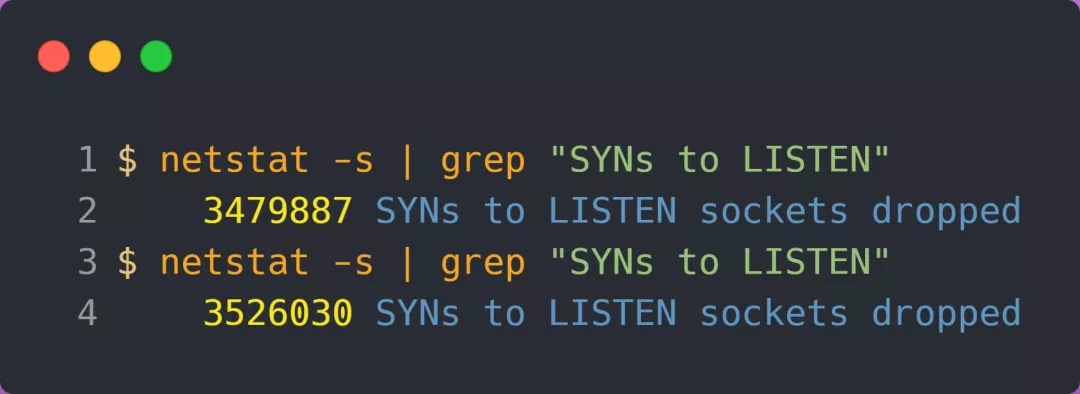 1 $ netstat -s | grep "SYNs to LISTEN"
2     3479887 SYNs to LISTEN sockets dropped
3 $ netstat -s | grep "SYNs to LISTEN"
4     3526030 SYNs to LISTEN sockets dropped